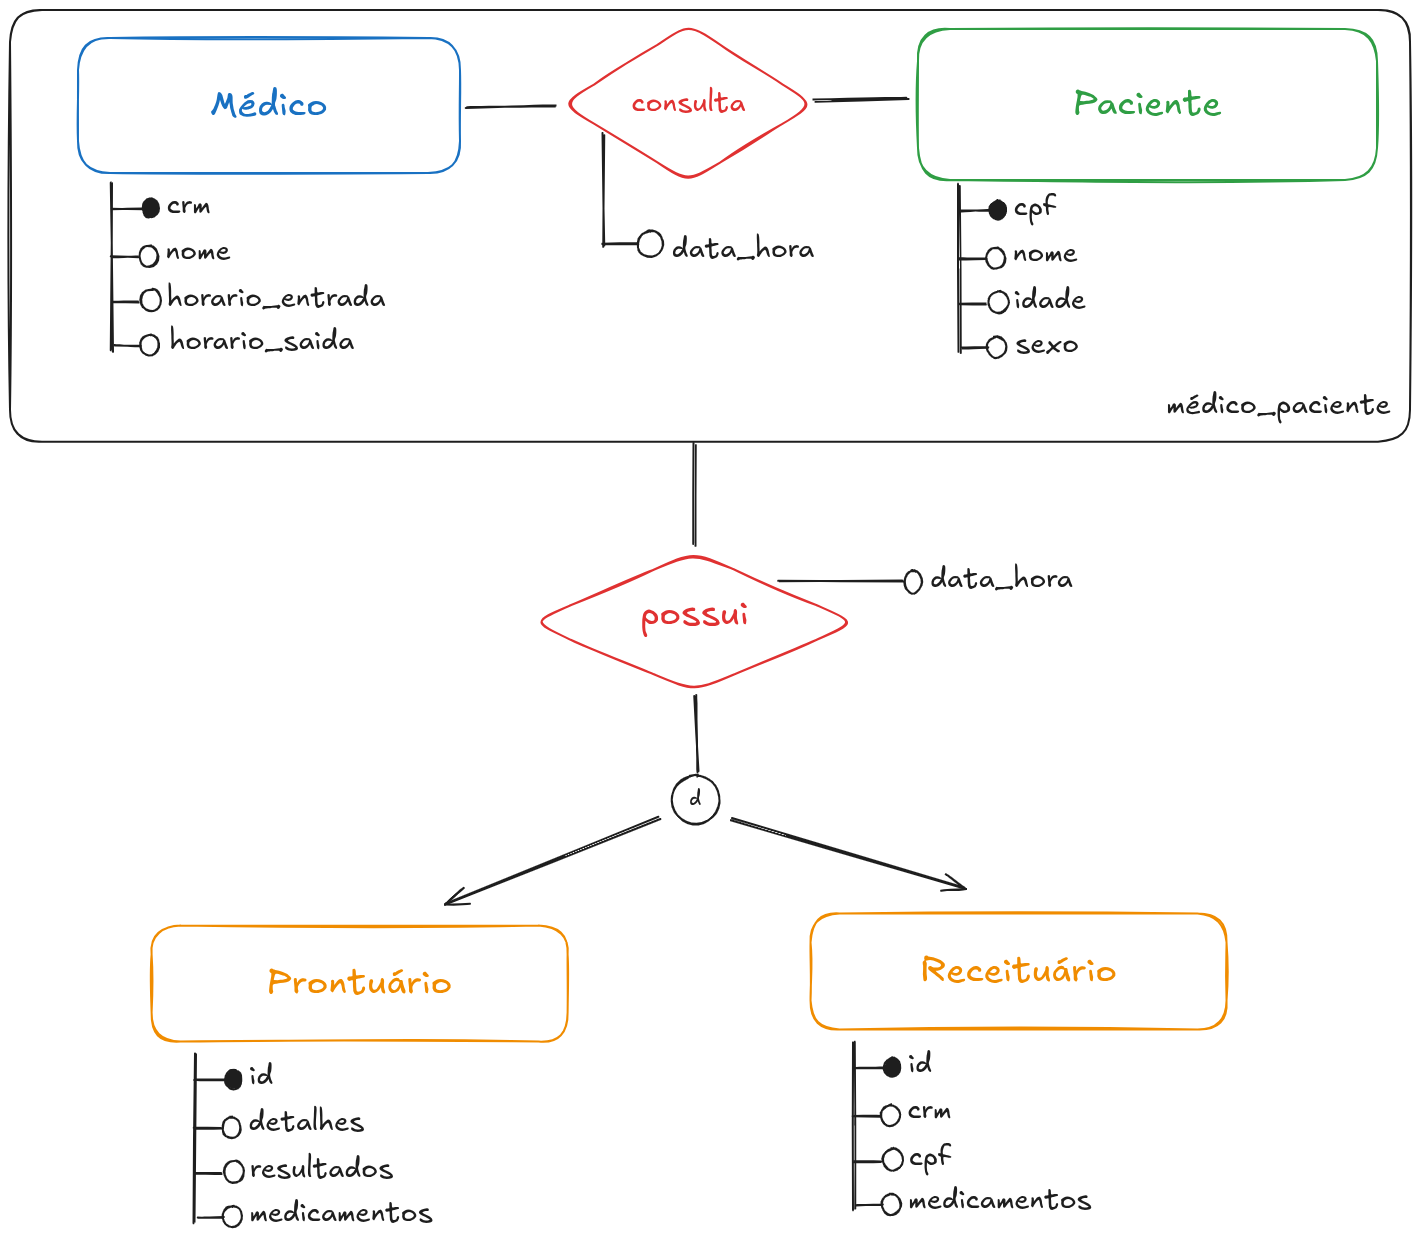 Médico
consulta
Paciente
crm
nome
horario_entrada
horario_saida
data_hora
cpf
nome
idade
sexo
médico_paciente
possui
data_hora
d
Prontuário
Receituário
id
detalhes
resultados
medicamentos
id
crm
cpf
medicamentos